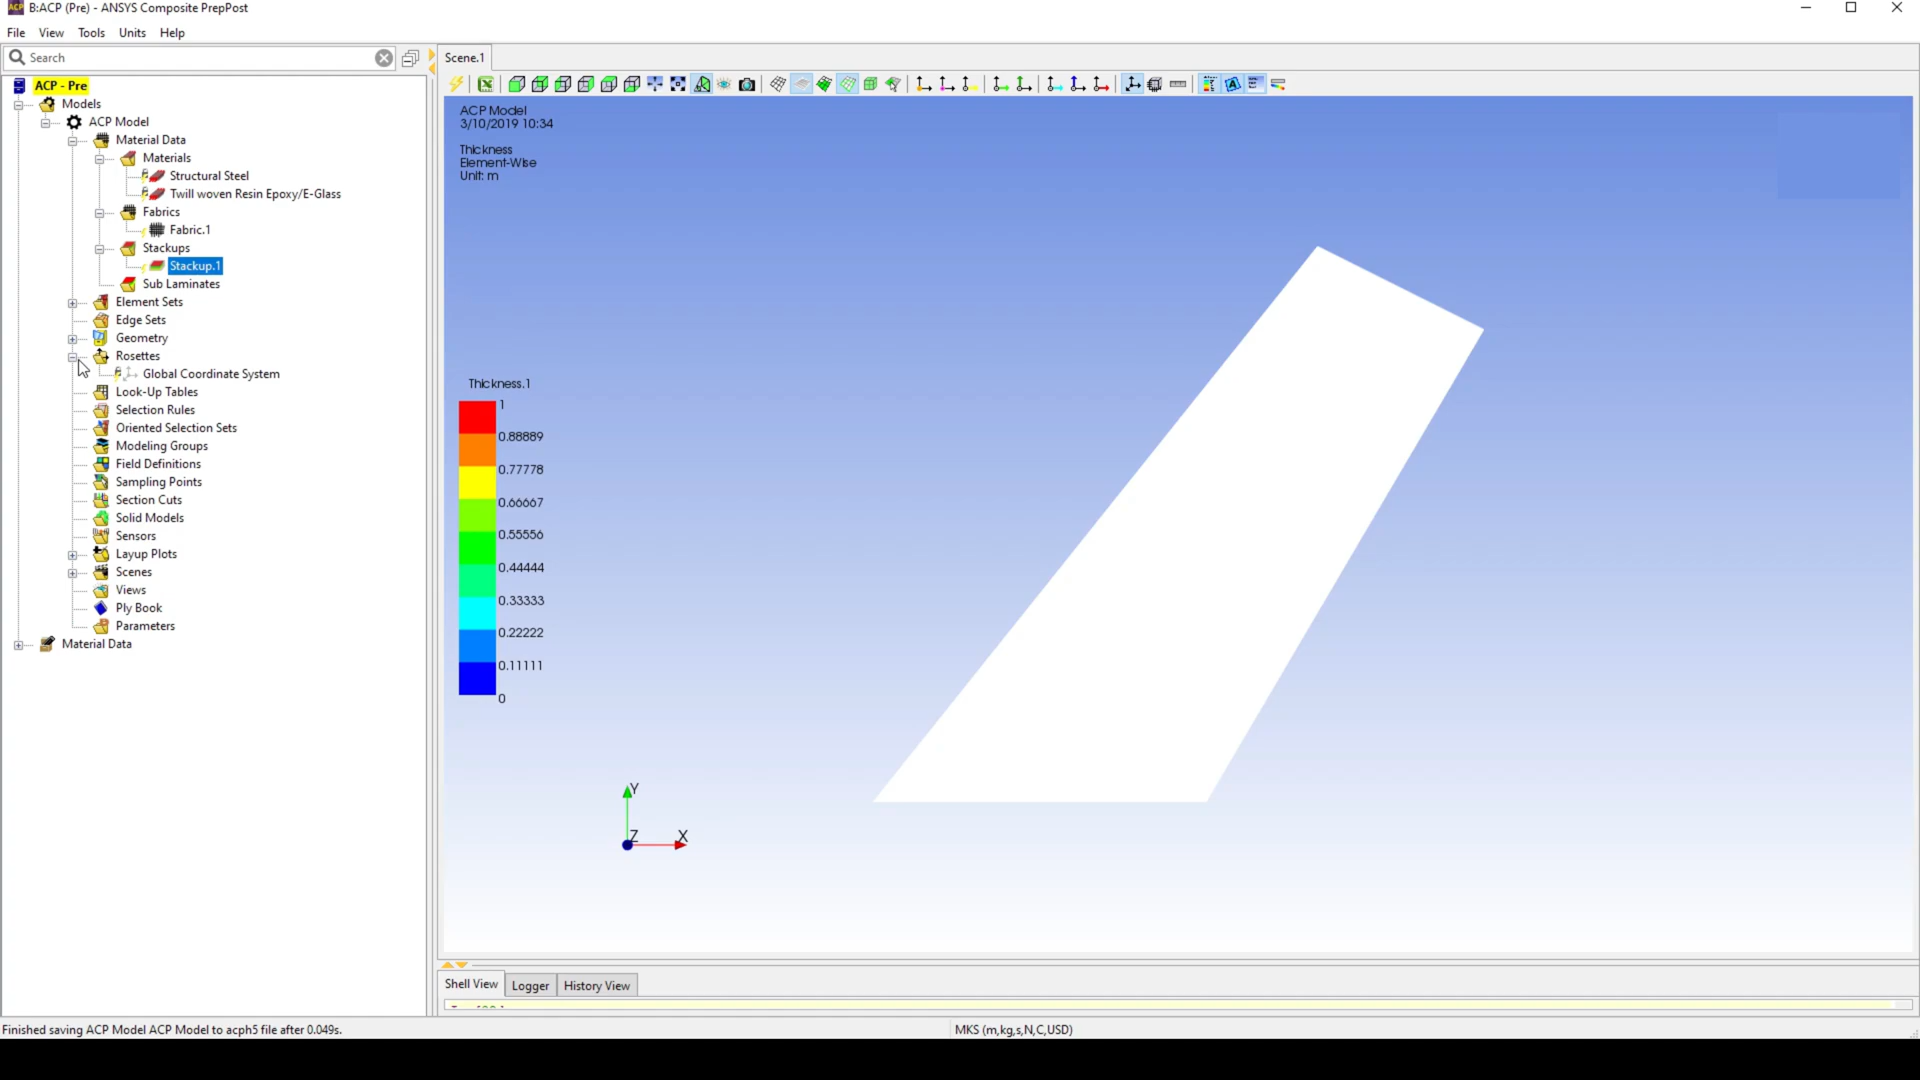 B:ACP (Pre) - ANSYS Composite PrepPost
File View Tools Units Help
Search
ACP - Pre
Models
ACP Model
Material Data
Materials
Structural Steel
Twill woven Resin Epoxy/E-Glass
Fabrics
Fabric.1
Stackups
Stackup.1
Sub Laminates
Element Sets
Edge Sets
Geometry
Rosettes
Global Coordinate System
Look-Up Tables
Selection Rules
Oriented Selection Sets
Modeling Groups
Field Definitions
Sampling Points
Section Cuts
Solid Models
Sensors
Layup Plots
Scenes
Views
Ply Book
Parameters
Material Data
Scene.1
ACP Model
3/10/2019 10:34
Thickness
Element-Wise
Unit: m
Thickness.1
1
0.88889
0.77778
0.66667
0.55556
0.44444
0.33333
0.22222
0.11111
0
Y
Z
X
Shell View Logger History View
Finished saving ACP Model ACP Model to acph5 file after 0.049s.
MKS (m,kg,s,N,C,USD)